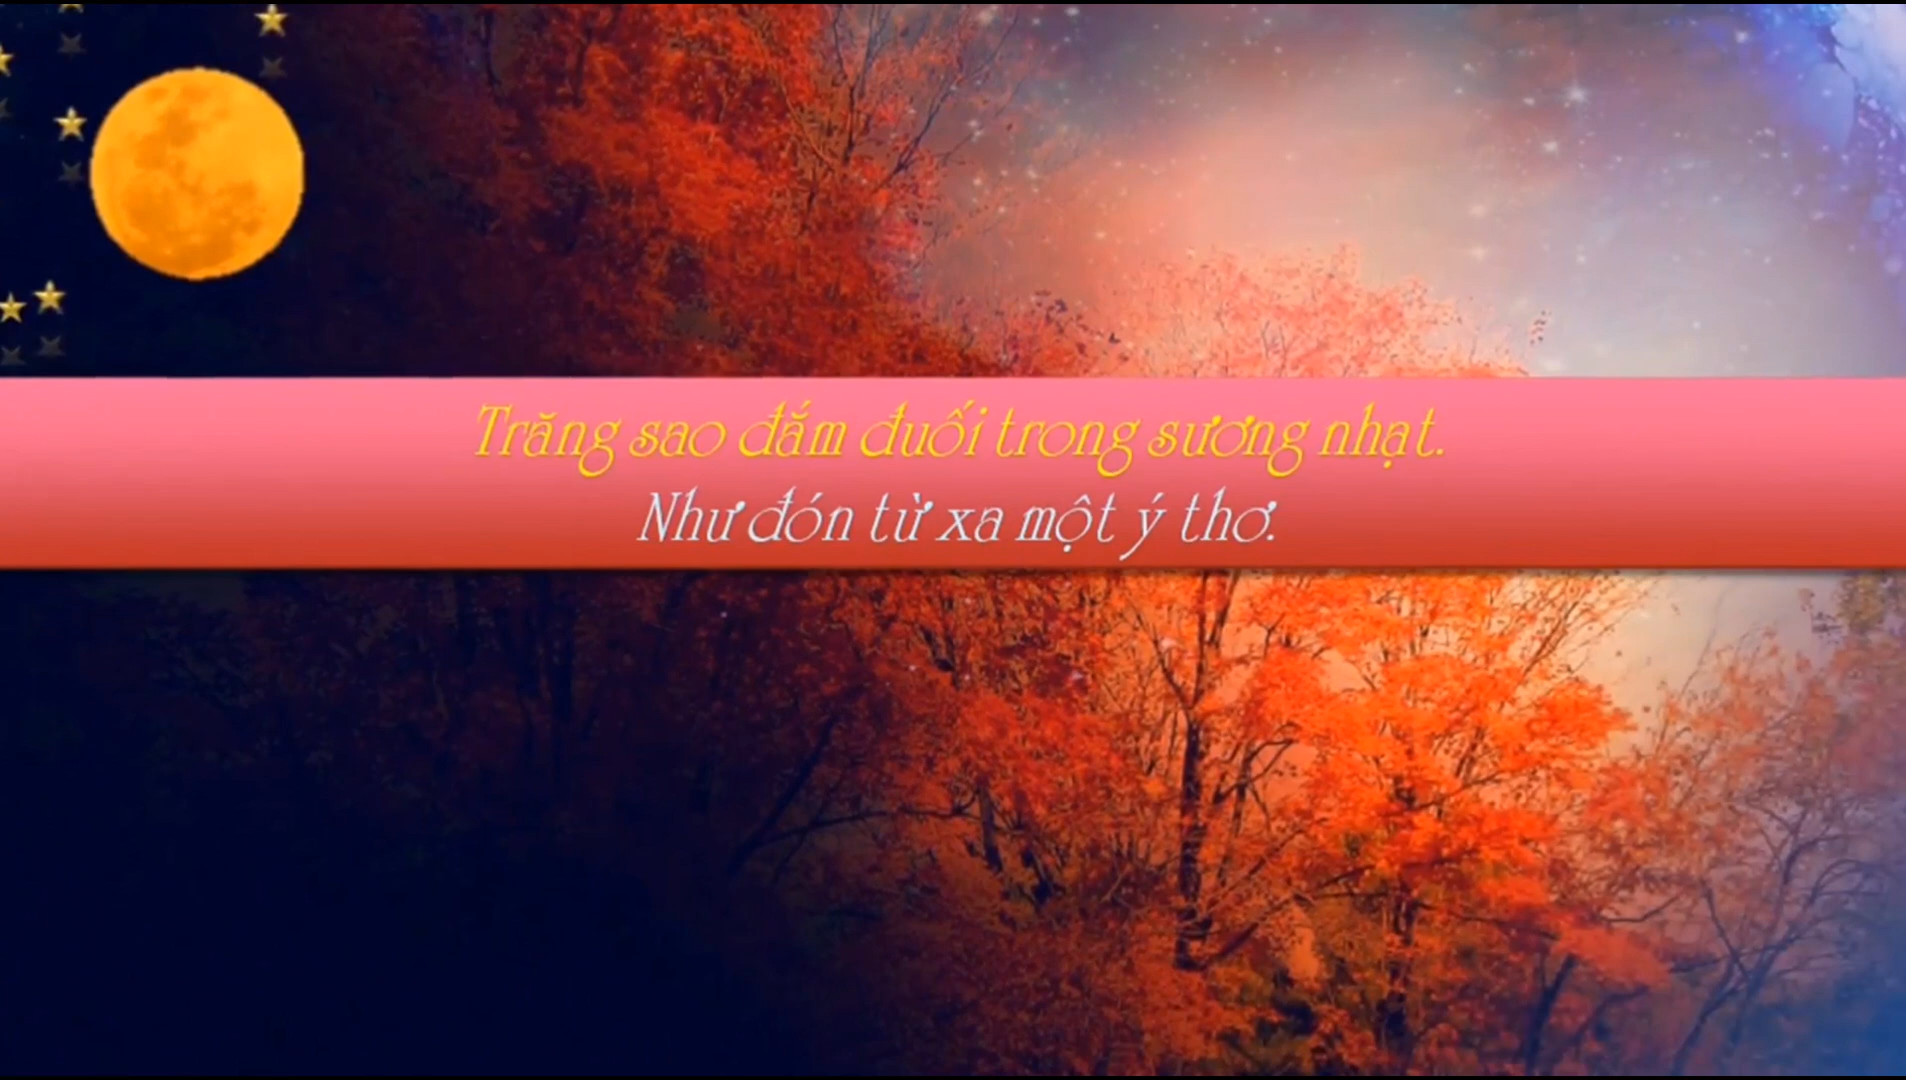 Trăng sao đắm đuối trong sương nhạt.
Như đón từ xa một ý thơ.